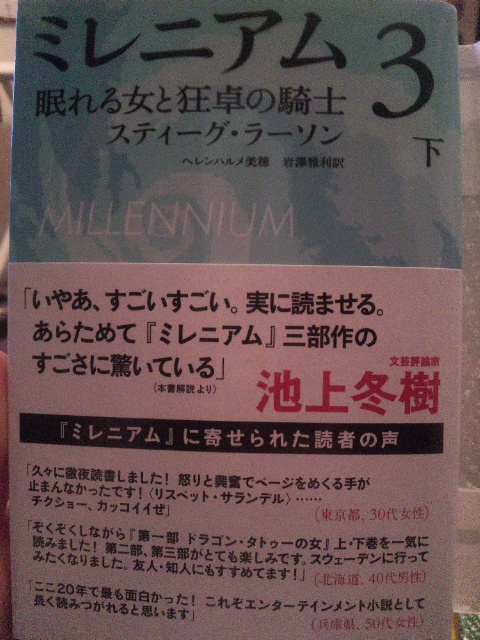 ミレニアム3
眠れる女と狂卓の騎士
下
スティーグ・ラーソン
ヘレンハルメ美穂 岩澤雅利訳
MILLENNIUM
「いやあ、すごいすごい。実に読ませる。
あらためて『ミレニアム』三部作の
すごさに驚いている」
(本書解説より)
文芸評論家
池上冬樹
『ミレニアム』に寄せられた読者の声
「久々に徹夜読書しました! 怒りと興奮でページをめくる手が
止まんなかったです!〈リスベット・サランデル〉……
チクショー、カッコイイぜ」
(東京都、30代女性)
「ぞくぞくしながら『第一部 ドラゴン・タトゥーの女』上・下巻を一気に
読みました! 第二部、第三部がとても楽しみです。スウェーデンに行って
みたくなりました。友人・知人にもすすめてます!」
(北海道、40代男性)
「ここ20年で最も面白かった! これぞエンターテインメント小説として
長く読みつがれると思います」
(兵庫県、50代女性)